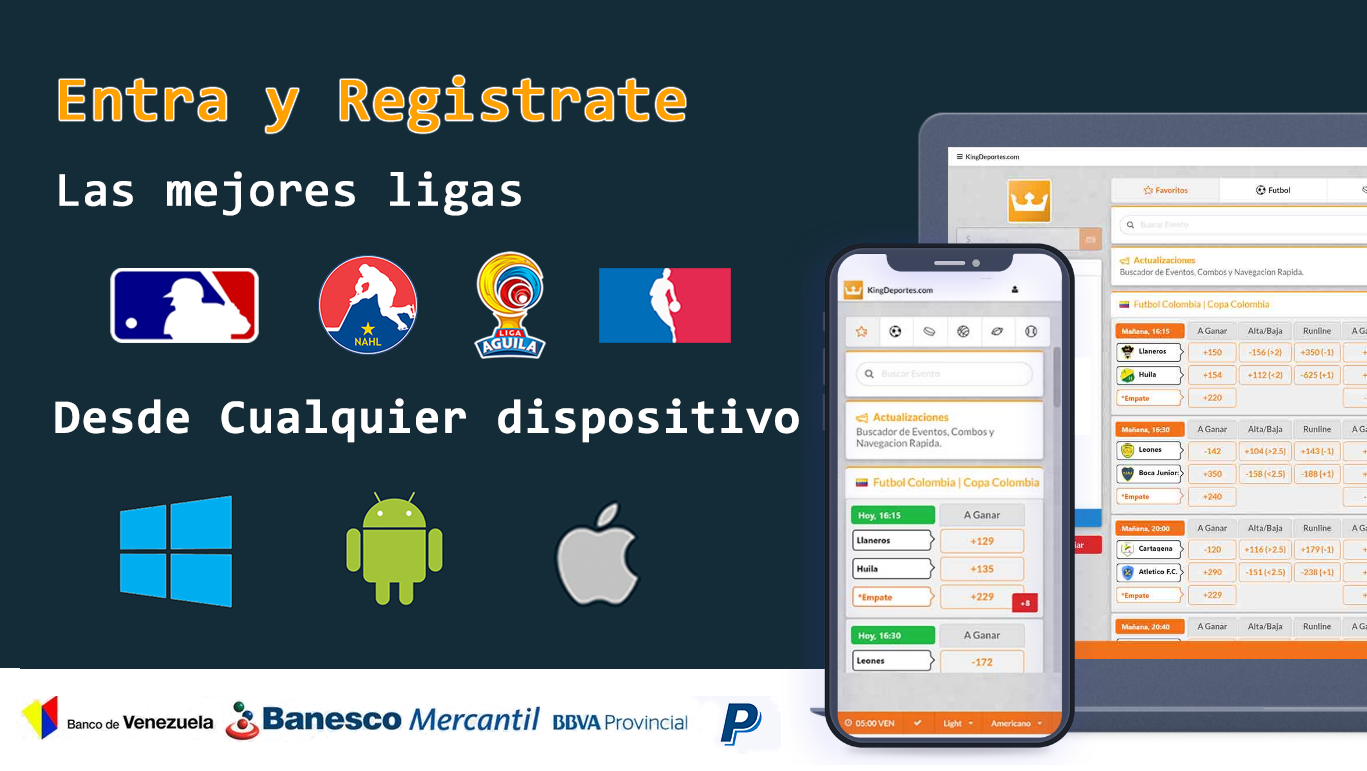 Entra y Registrate
Las mejores ligas
NAHL
LIGA
AGUILA
Desde Cualquier dispositivo
Banco de Venezuela
Banesco
Mercantil
BBVA Provincial
KingDeportes.com
Buscar Evento
Actualizaciones
Buscador de Eventos, Combos y
Navegacion Rapida.
Futbol Colombia | Copa Colombia
Hoy, 16:15 A Ganar
Llaneros +129
Huila +135
*Empate +229
+8
Hoy, 16:30 A Ganar
Leones -172
05:00 VEN Light Americano
KingDeportes.com
$
Favoritos Futbol
Buscar Evento
Actualizaciones
Buscador de Eventos, Combos y Navegacion Rapida.
Futbol Colombia | Copa Colombia
Mañana, 16:15 A Ganar Alta/Baja Runline A G
Llaneros +150 -156 (>2) +350 (-1)
Huila +154 +112 (<2) -625 (+1)
*Empate +220
Mañana, 16:30 A Ganar Alta/Baja Runline A G
Leones -142 +104 (>2.5) +143 (-1)
Boca Junior: +350 -158 (<2.5) -188 (+1)
*Empate +240
Mañana, 20:00 A Ganar Alta/Baja Runline A G
Cartagena -120 +116 (>2.5) +179 (-1)
Atletico F.C. +290 -151 (<2.5) -238 (+1)
*Empate +229
Mañana, 20:40 A Ganar Alta/Baja Runline A G
iar